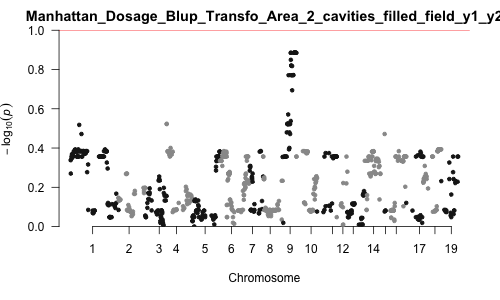 Manhattan_Dosage_Blup_Transfo_Area_2_cavities_filled_field_y1_y2
1.0
0.8
0.6
0.4
0.2
0.0
− log10(p)
1 2 3 4 5 6 7 8 9 10 12 14 17 19
Chromosome